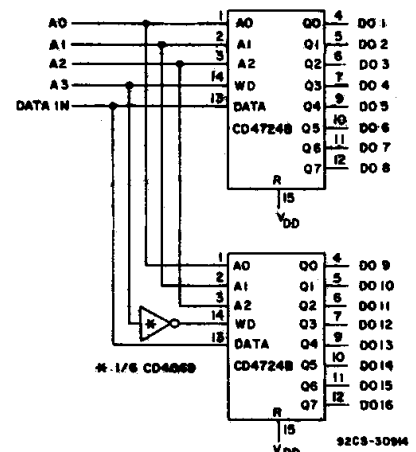 A0 1 A0 Q0 4 DO 1
A1 2 A1 Q1 5 DO 2
A2 3 A2 Q2 6 DO 3
A3 14 WD Q3 7 DO 4
DATA IN 13 DATA Q4 9 DO 5
CD4724B Q5 10 DO 6
Q6 11 DO 7
Q7 12 DO 8
R
15
VDD
1 A0 Q0 4 DO 9
2 A1 Q1 5 DO 10
3 A2 Q2 6 DO 11
* 14 WD Q3 7 DO 12
13 DATA Q4 9 DO 13
* 1/6 CD4069 CD4724B Q5 10 DO 14
Q6 11 DO 15
Q7 12 DO 16
R
15
VDD
92CS-30914